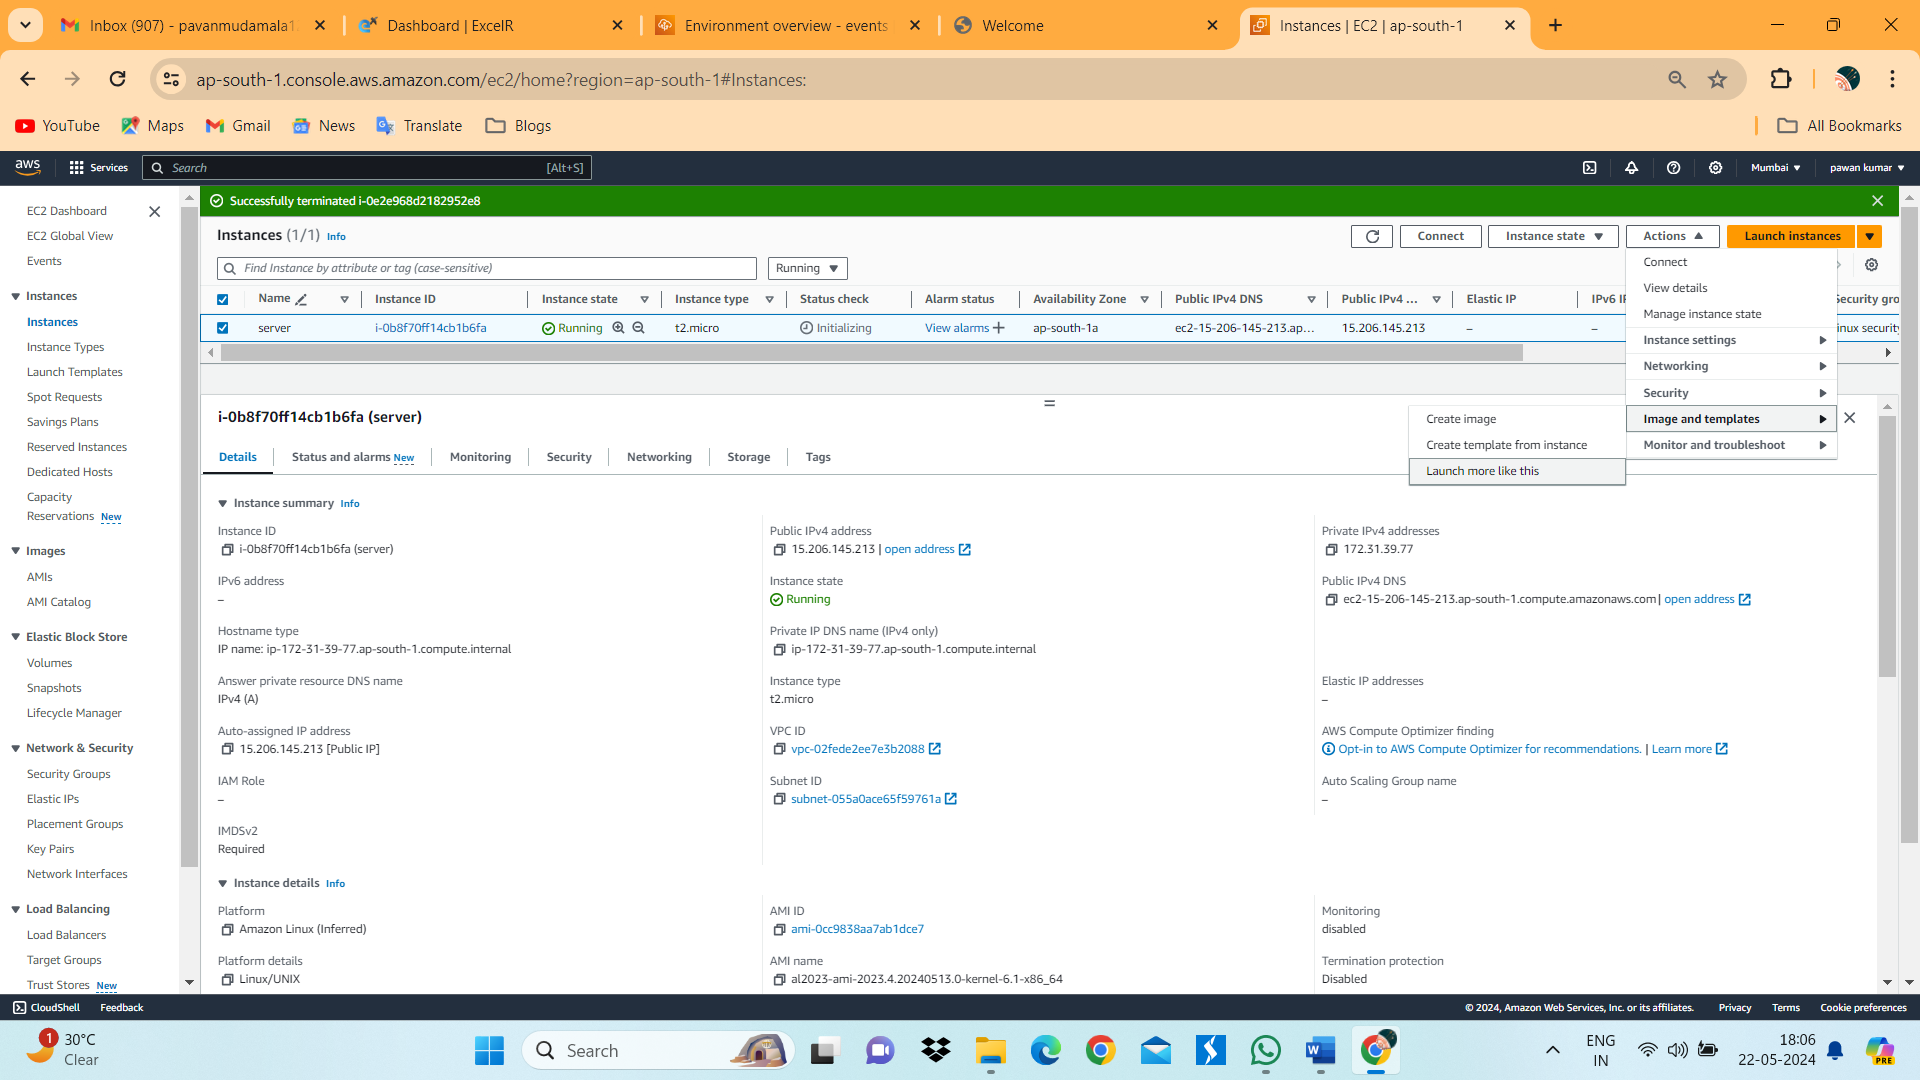 Inbox (907) - pavanmudamala1
Dashboard | ExcelR
Environment overview - events
Welcome
Instances | EC2 | ap-south-1
ap-south-1.console.aws.amazon.com/ec2/home?region=ap-south-1#Instances:
YouTube Maps Gmail News Translate Blogs All Bookmarks
aws Services Search [Alt+S] Mumbai pawan kumar
EC2 Dashboard
EC2 Global View
Events
Instances
Instances
Instance Types
Launch Templates
Spot Requests
Savings Plans
Reserved Instances
Dedicated Hosts
Capacity
Reservations New
Images
AMIs
AMI Catalog
Elastic Block Store
Volumes
Snapshots
Lifecycle Manager
Network & Security
Security Groups
Elastic IPs
Placement Groups
Key Pairs
Network Interfaces
Load Balancing
Load Balancers
Target Groups
Trust Stores New
Successfully terminated i-0e2e968d2182952e8
Instances (1/1) Info
Connect Instance state Actions Launch instances
Find Instance by attribute or tag (case-sensitive) Running
Name Instance ID Instance state Instance type Status check Alarm status Availability Zone Public IPv4 DNS Public IPv4 ... Elastic IP IPv6 IP Security gro
server i-0b8f70ff14cb1b6fa Running t2.micro Initializing View alarms ap-south-1a ec2-15-206-145-213.ap... 15.206.145.213 – – inux security
Connect
View details
Manage instance state
Instance settings
Networking
Security
Image and templates
Monitor and troubleshoot
Create image
Create template from instance
Launch more like this
i-0b8f70ff14cb1b6fa (server)
Details Status and alarms New Monitoring Security Networking Storage Tags
Instance summary Info
Instance ID
i-0b8f70ff14cb1b6fa (server)
Public IPv4 address
15.206.145.213 | open address
Private IPv4 addresses
172.31.39.77
IPv6 address
–
Instance state
Running
Public IPv4 DNS
ec2-15-206-145-213.ap-south-1.compute.amazonaws.com | open address
Hostname type
IP name: ip-172-31-39-77.ap-south-1.compute.internal
Private IP DNS name (IPv4 only)
ip-172-31-39-77.ap-south-1.compute.internal
Answer private resource DNS name
IPv4 (A)
Instance type
t2.micro
Elastic IP addresses
–
Auto-assigned IP address
15.206.145.213 [Public IP]
VPC ID
vpc-02fede2ee7e3b2088
AWS Compute Optimizer finding
Opt-in to AWS Compute Optimizer for recommendations. | Learn more
IAM Role
–
Subnet ID
subnet-055a0ace65f59761a
Auto Scaling Group name
–
IMDSv2
Required
Instance details Info
Platform
Amazon Linux (Inferred)
AMI ID
ami-0cc9838aa7ab1dce7
Monitoring
disabled
Platform details
Linux/UNIX
AMI name
al2023-ami-2023.4.20240513.0-kernel-6.1-x86_64
Termination protection
Disabled
CloudShell Feedback © 2024, Amazon Web Services, Inc. or its affiliates. Privacy Terms Cookie preferences
1
30°C
Clear
Search
ENG
IN
18:06
22-05-2024
PRE